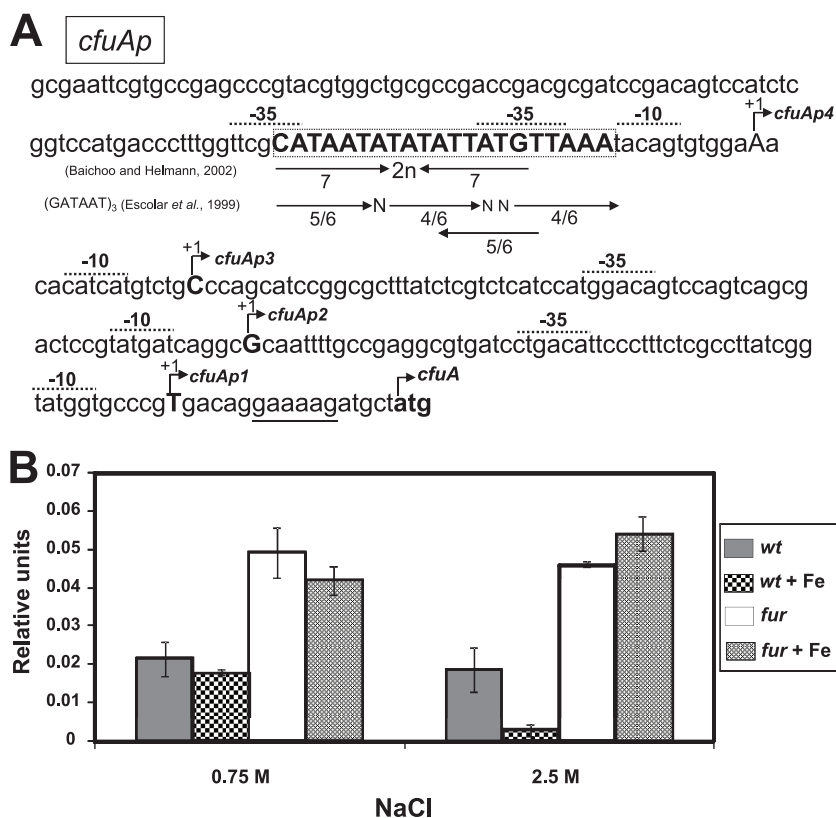 A cfuAp
gcgaattcgtgccgagcccgtacgtggctgcgccgaccgacgcgatccgacagtccatctc
-35 -35 -10 +1 cfuAp4
ggtccatgaccctttggttcgCATAATATATATTATGTTAAAtacagtgtggaAa
(Baichoo and Helmann, 2002) 7 2n 7
(GATAAT)3 (Escolar et al., 1999) 5/6 N 4/6 N N 4/6
5/6
-10 +1 cfuAp3 -35
cacatcatgtctgCccagcatccggcgctttatctcgtctcatccatggacagtccagtcagcg
-10 +1 cfuAp2 -35
actccgtatgatcaggcGcaattttgccgaggcgtgatcctgacattccctttctcgccttatcgg
-10 +1 cfuAp1 cfuA
tatggtgcccgTgacaggaaaagatgctatg
B
0.07
0.06
0.05
0.04
0.03
0.02
0.01
0
Relative units
wt
wt + Fe
fur
fur + Fe
0.75 M 2.5 M
NaCl